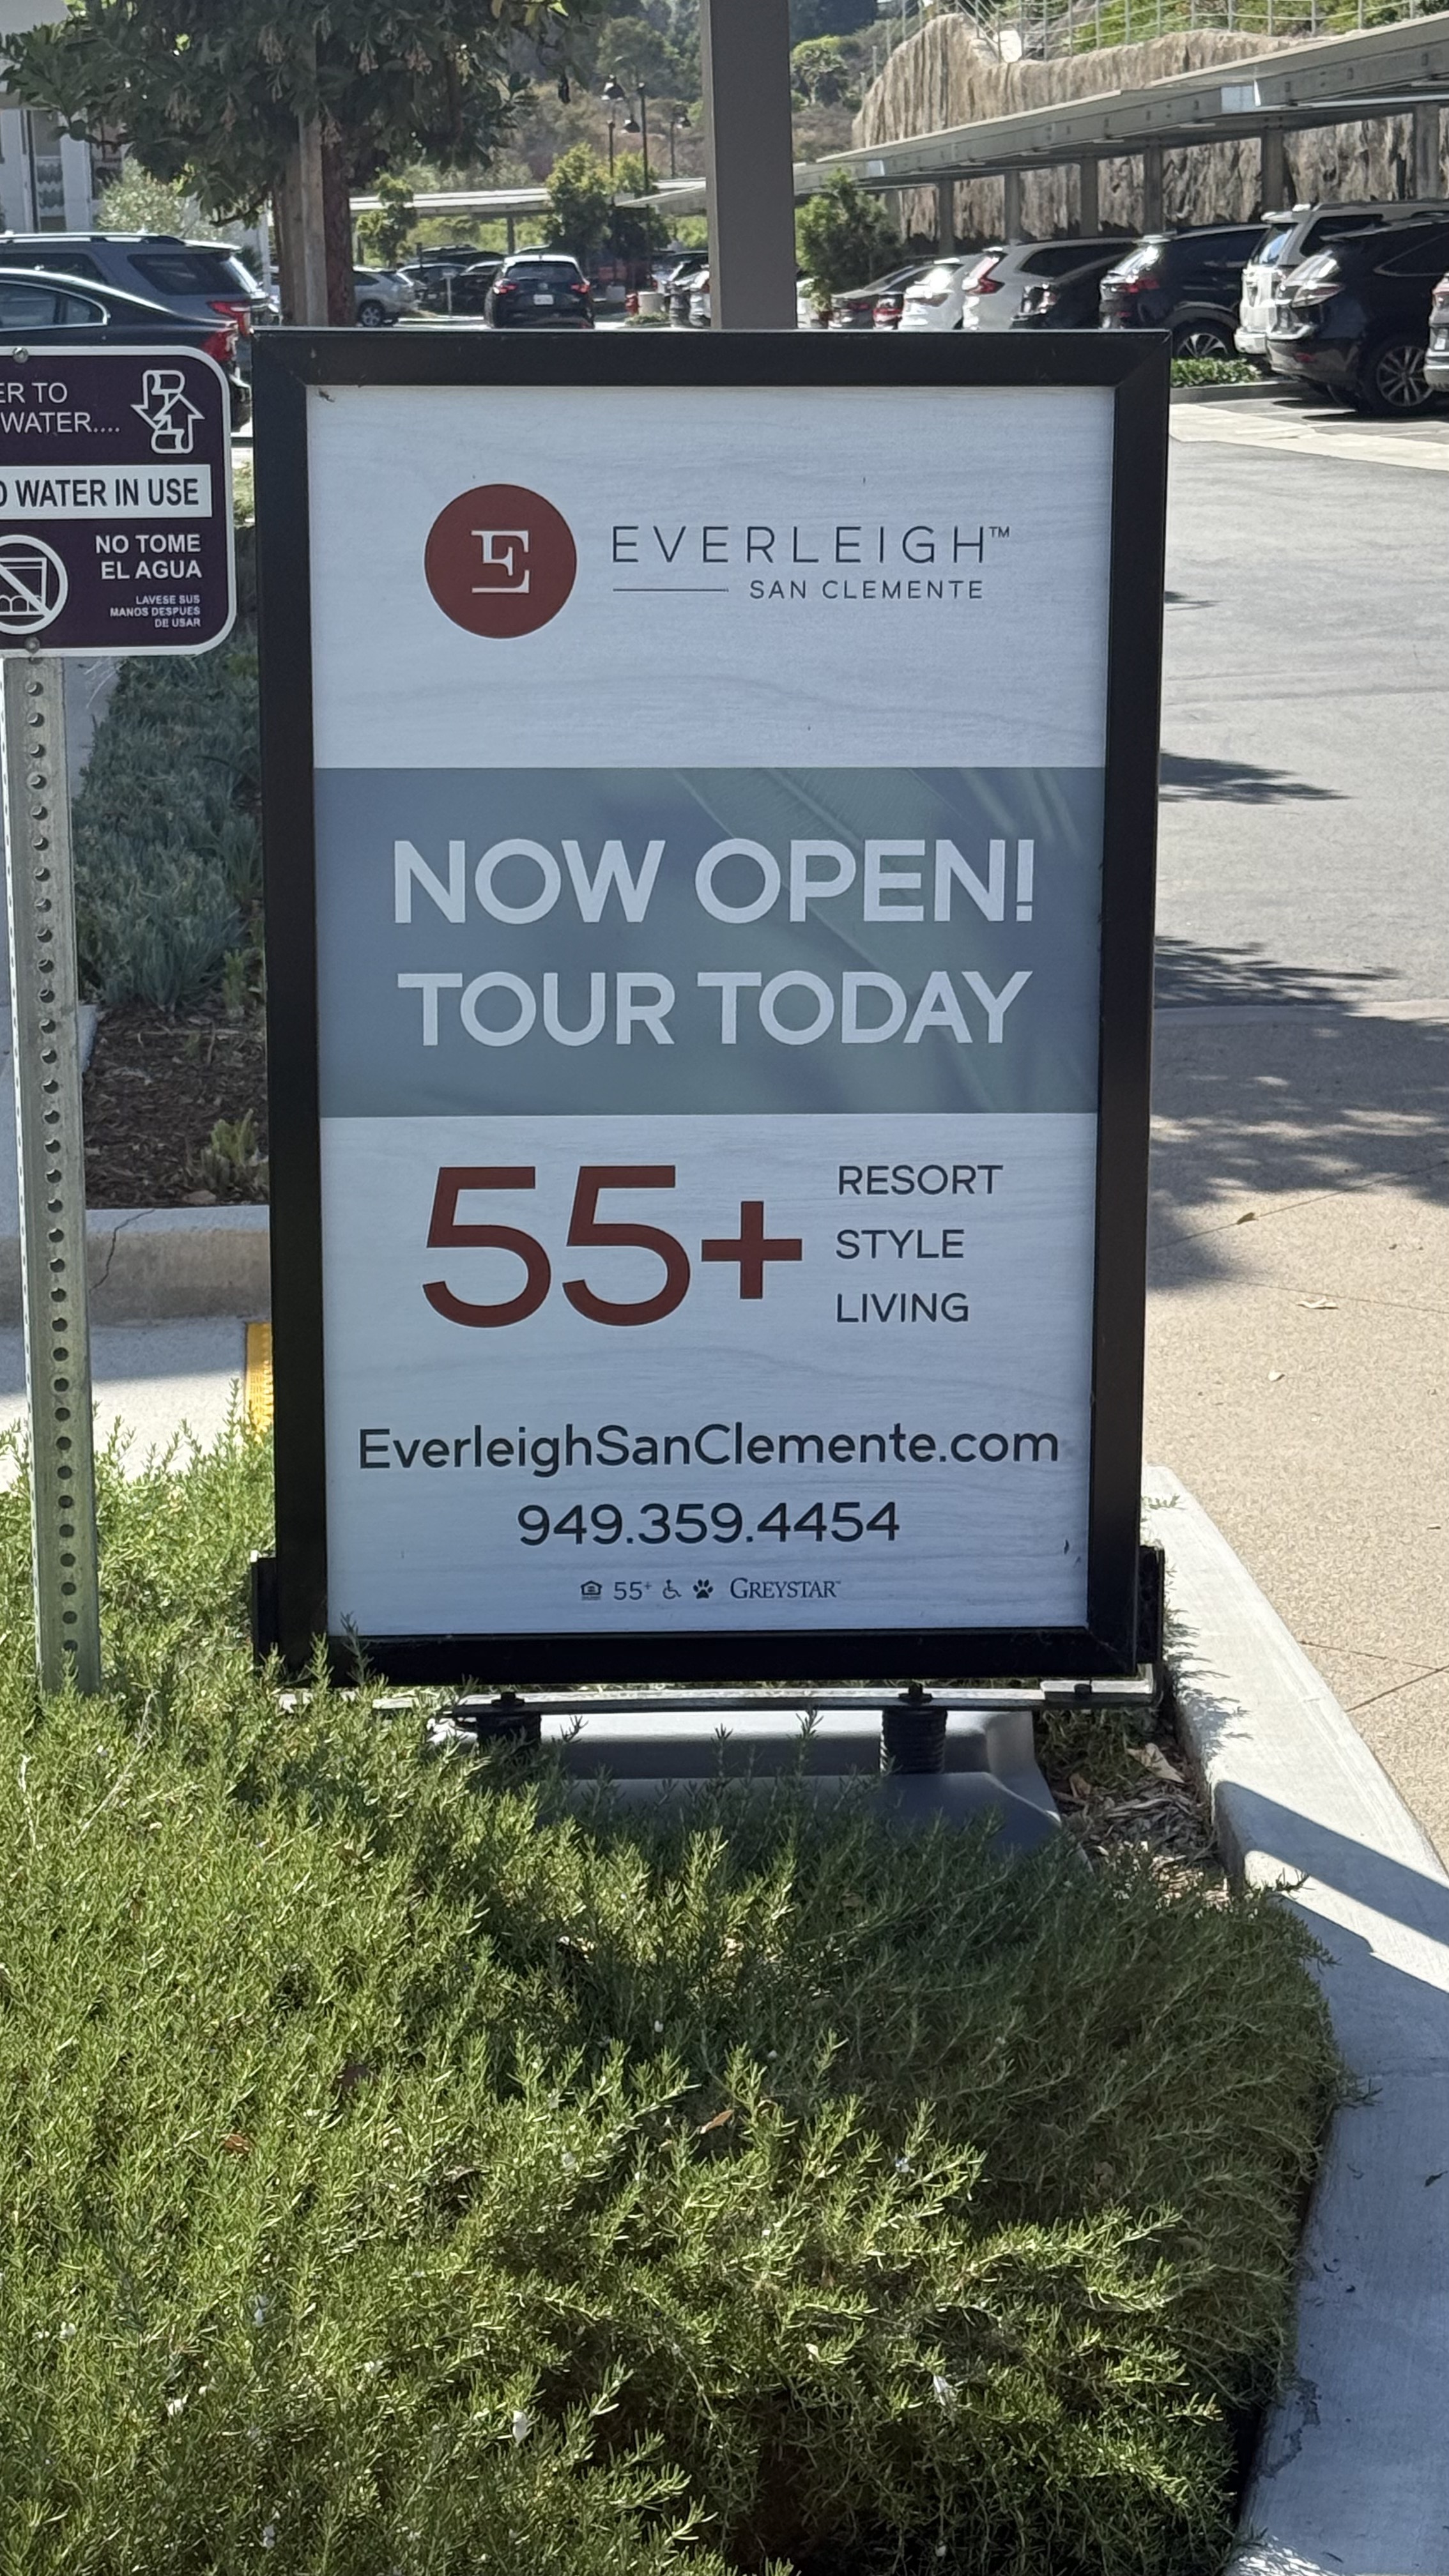 ER TO
WATER....
WATER IN USE
NO TOME
EL AGUA
LAVESE SUS
MANOS DESPUES
DE USAR
E EVERLEIGH™
SAN CLEMENTE
NOW OPEN!
TOUR TODAY
55+
RESORT
STYLE
LIVING
EverleighSanClemente.com
949.359.4454
55+ GREYSTAR